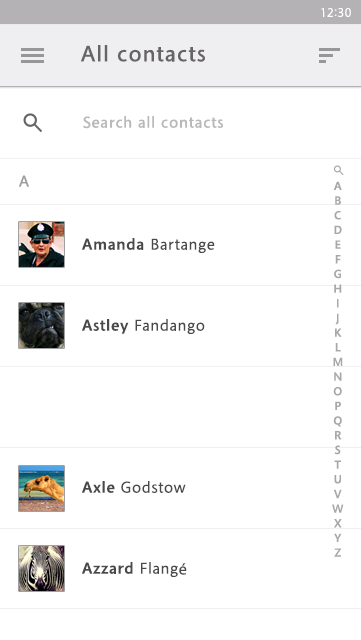 12:30
All contacts
Search all contacts
A
Amanda Bartange
Astley Fandango
Axle Godstow
Azzard Flangé
A
B
C
D
E
F
G
H
I
J
K
L
M
N
O
P
Q
R
S
T
U
V
W
X
Y
Z